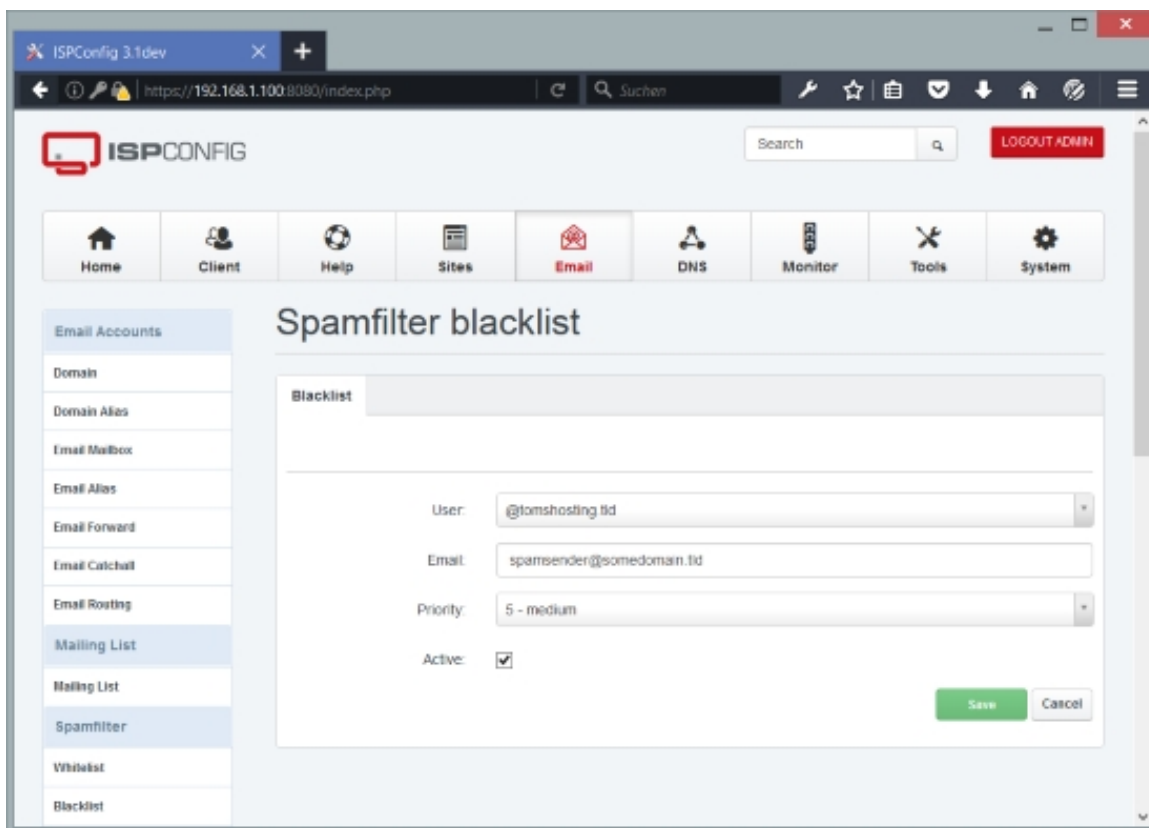 ISPConfig 3.1dev
https://192.168.1.100:8080/index.php
Suchen
ISPCONFIG
Search
LOGOUT ADMIN
Home
Client
Help
Sites
Email
DNS
Monitor
Tools
System
Email Accounts
Domain
Domain Alias
Email Mailbox
Email Alias
Email Forward
Email Catchall
Email Routing
Mailing List
Mailing List
Spamfilter
Whitelist
Blacklist
Spamfilter blacklist
Blacklist
User: @tomshosting.tld
Email: spamsender@somedomain.tld
Priority: 5 - medium
Active:
Save Cancel